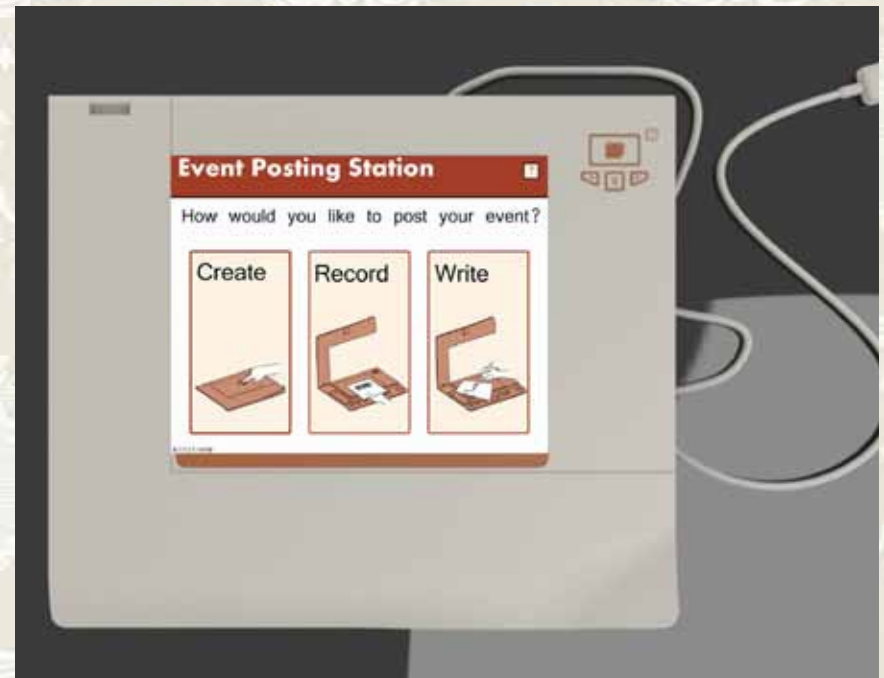 Event Posting Station
How would you like to post your event?
Create
Record
Write